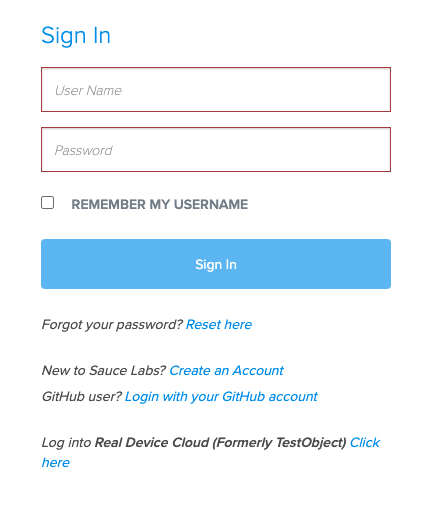 Sign In
User Name
Password
REMEMBER MY USERNAME
Sign In
Forgot your password? Reset here
New to Sauce Labs? Create an Account
GitHub user? Login with your GitHub account
Log into Real Device Cloud (Formerly TestObject) Click
here